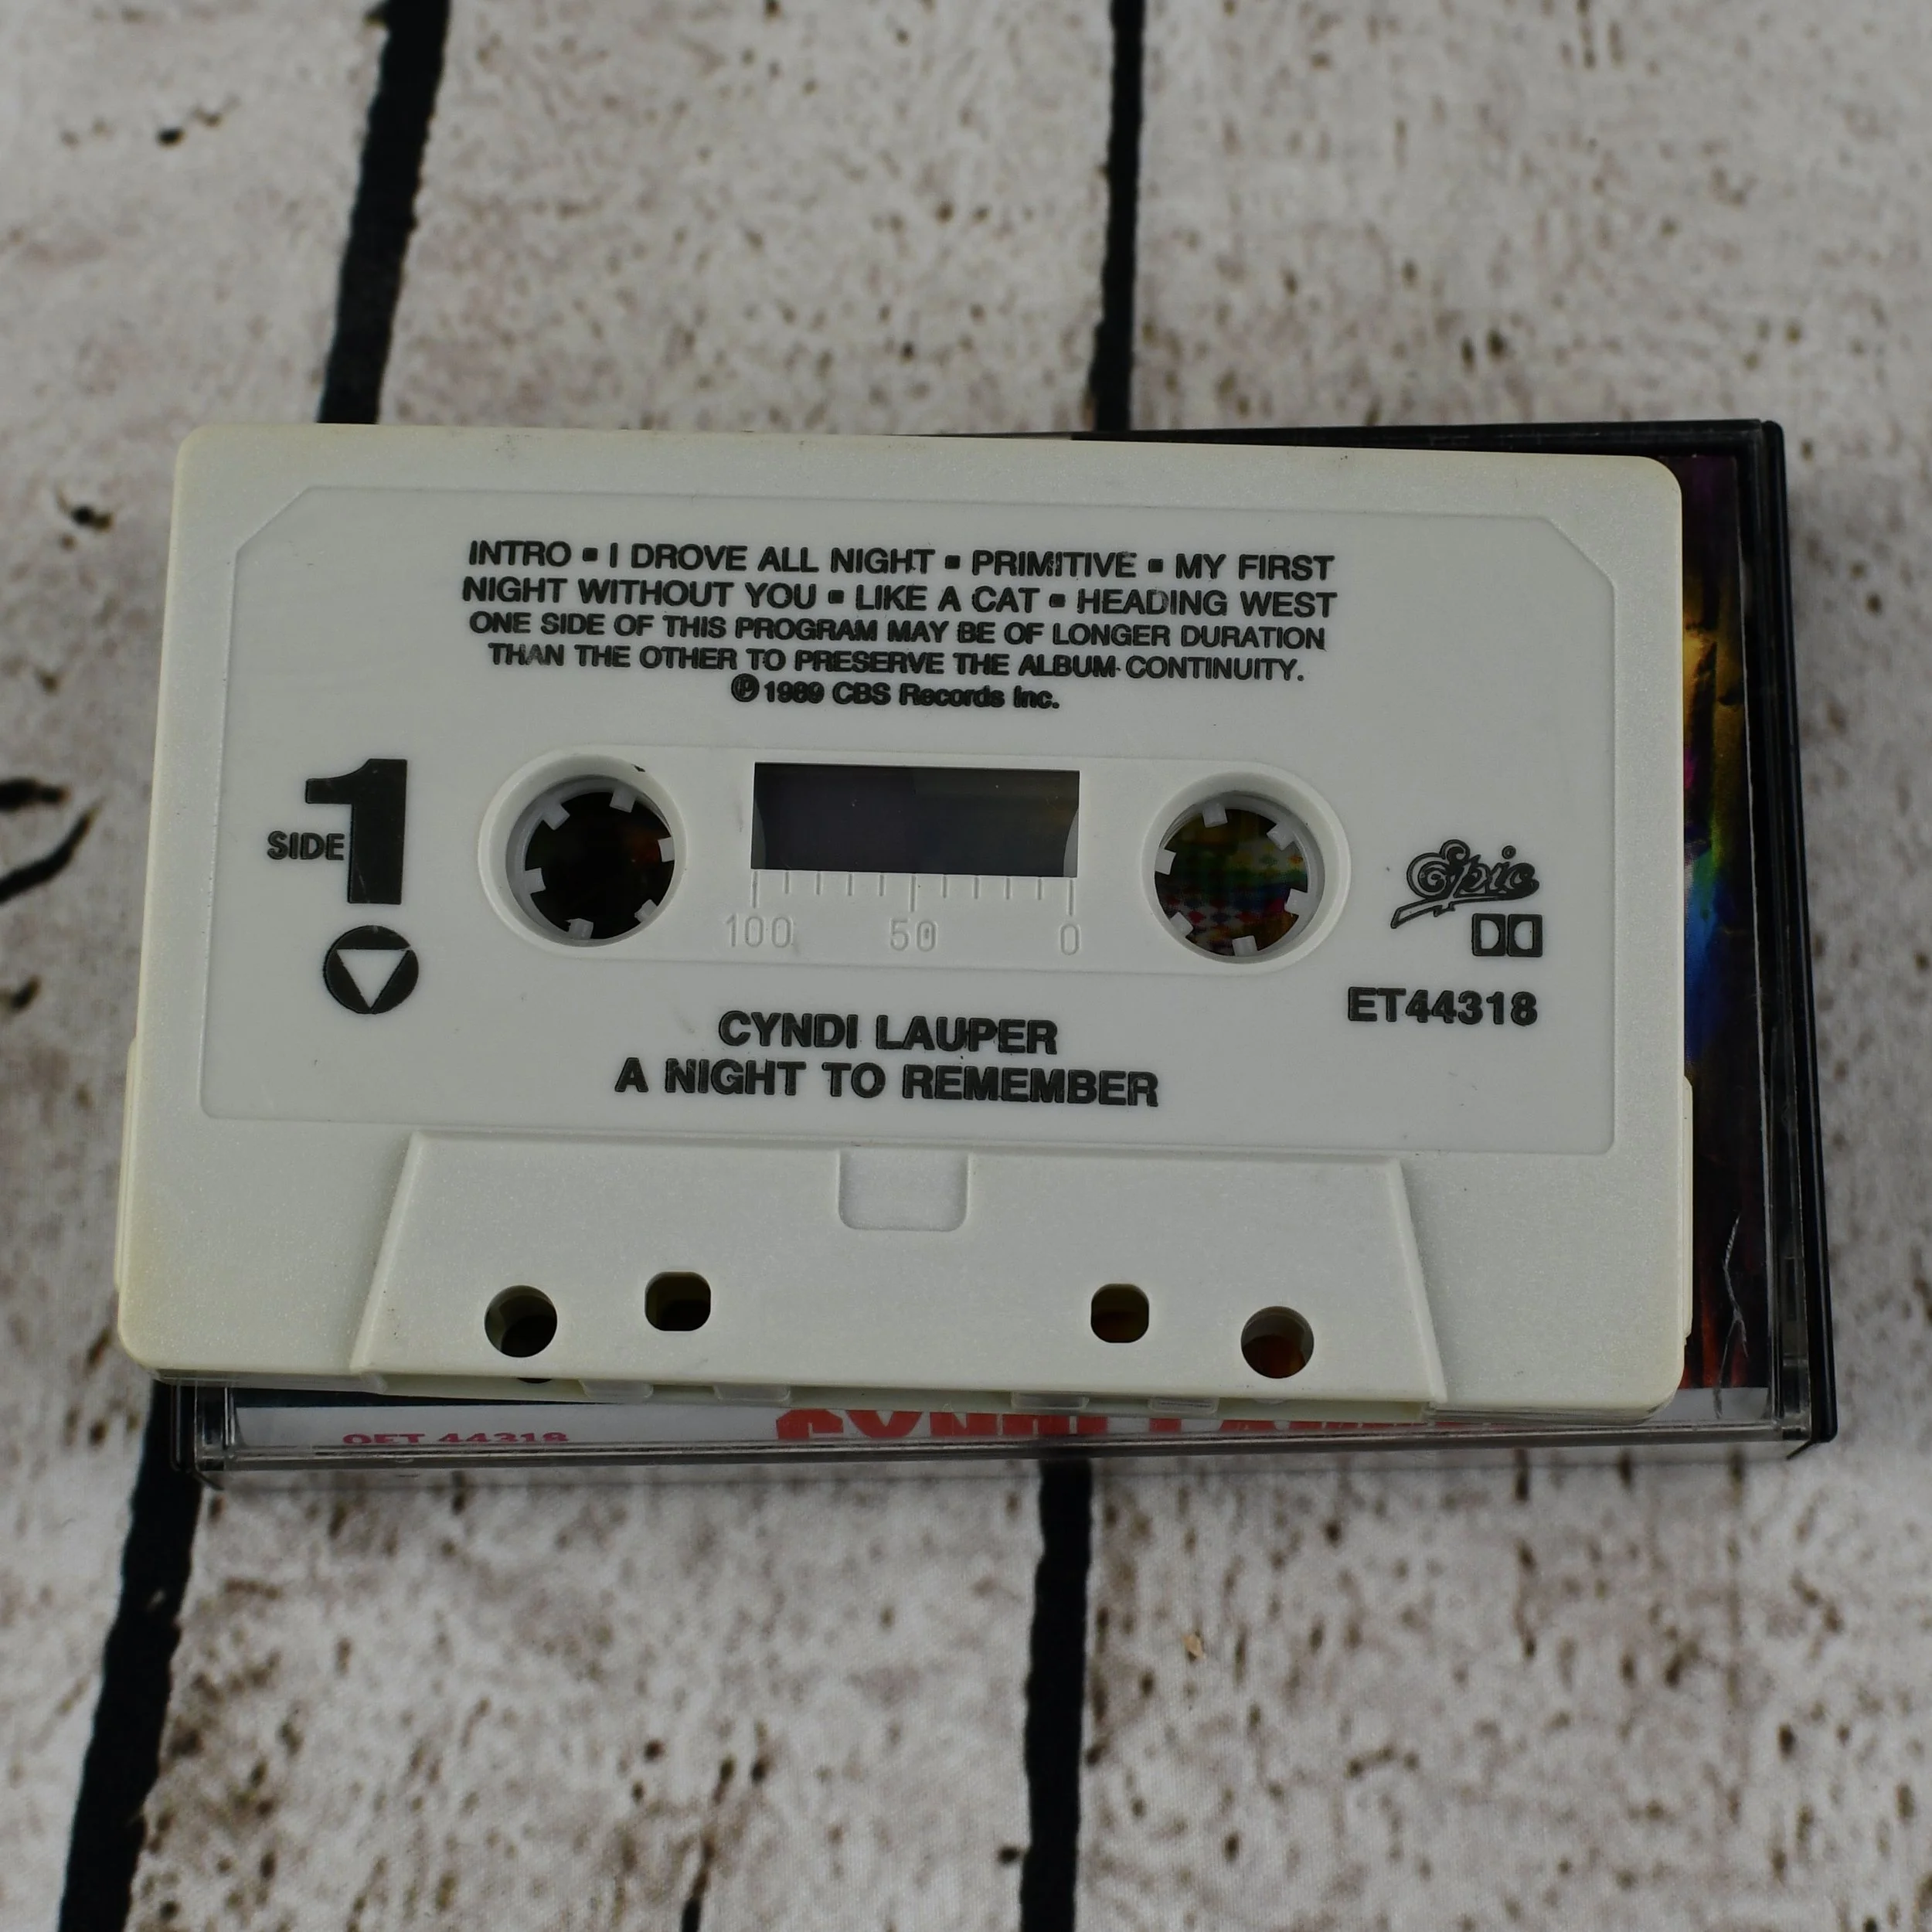 INTRO ▪ I DROVE ALL NIGHT ▪ PRIMITIVE ▪ MY FIRST
NIGHT WITHOUT YOU ▪ LIKE A CAT ▪ HEADING WEST
ONE SIDE OF THIS PROGRAM MAY BE OF LONGER DURATION
THAN THE OTHER TO PRESERVE THE ALBUM CONTINUITY.
℗ 1989 CBS Records Inc.
SIDE 1
100 50 0
Epic
ET44318
CYNDI LAUPER
A NIGHT TO REMEMBER
OET 44318